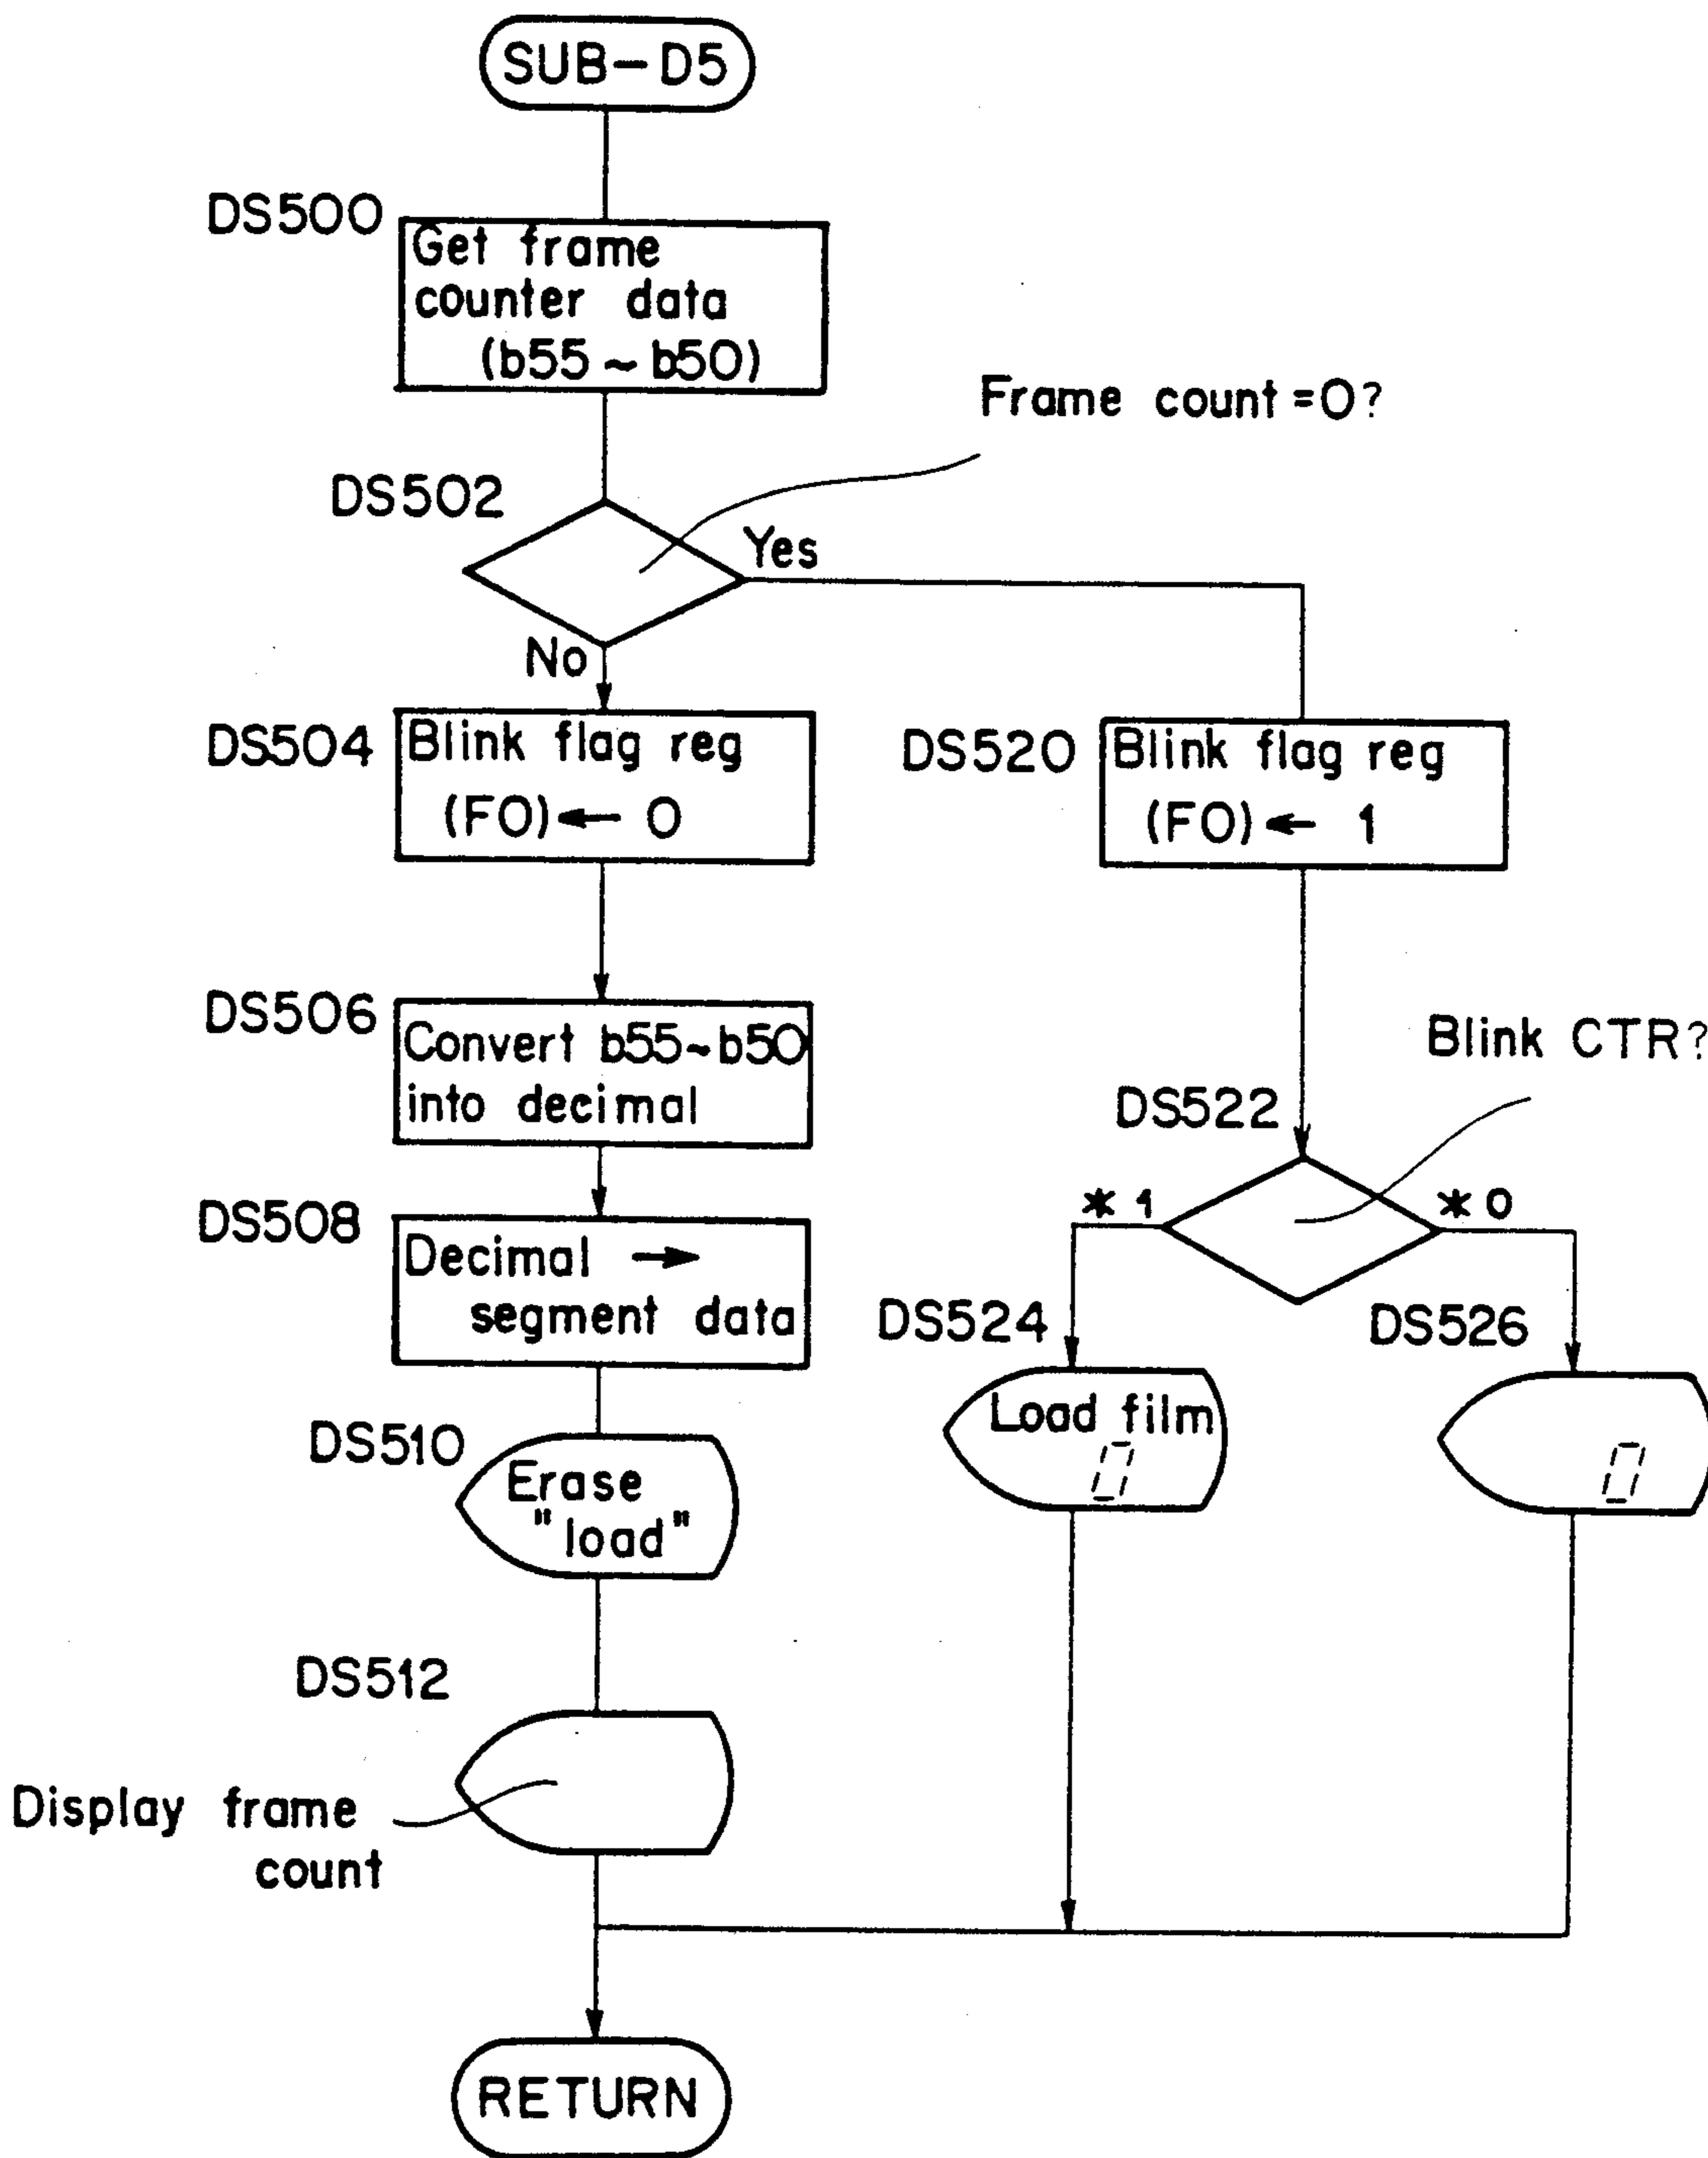 SUB-D5
DS500
Get frame
counter data
(b55~b50)
Frame count=0?
DS502
Yes
No
DS504
Blink flag reg
(F0)← 0
DS520
Blink flag reg
(F0)← 1
DS506
Convert b55~b50
into decimal
Blink CTR?
DS522
*1
*0
DS508
Decimal →
segment data
DS524
Load film
0
DS526
0
DS510
Erase
"load"
DS512
Display frame
count
RETURN